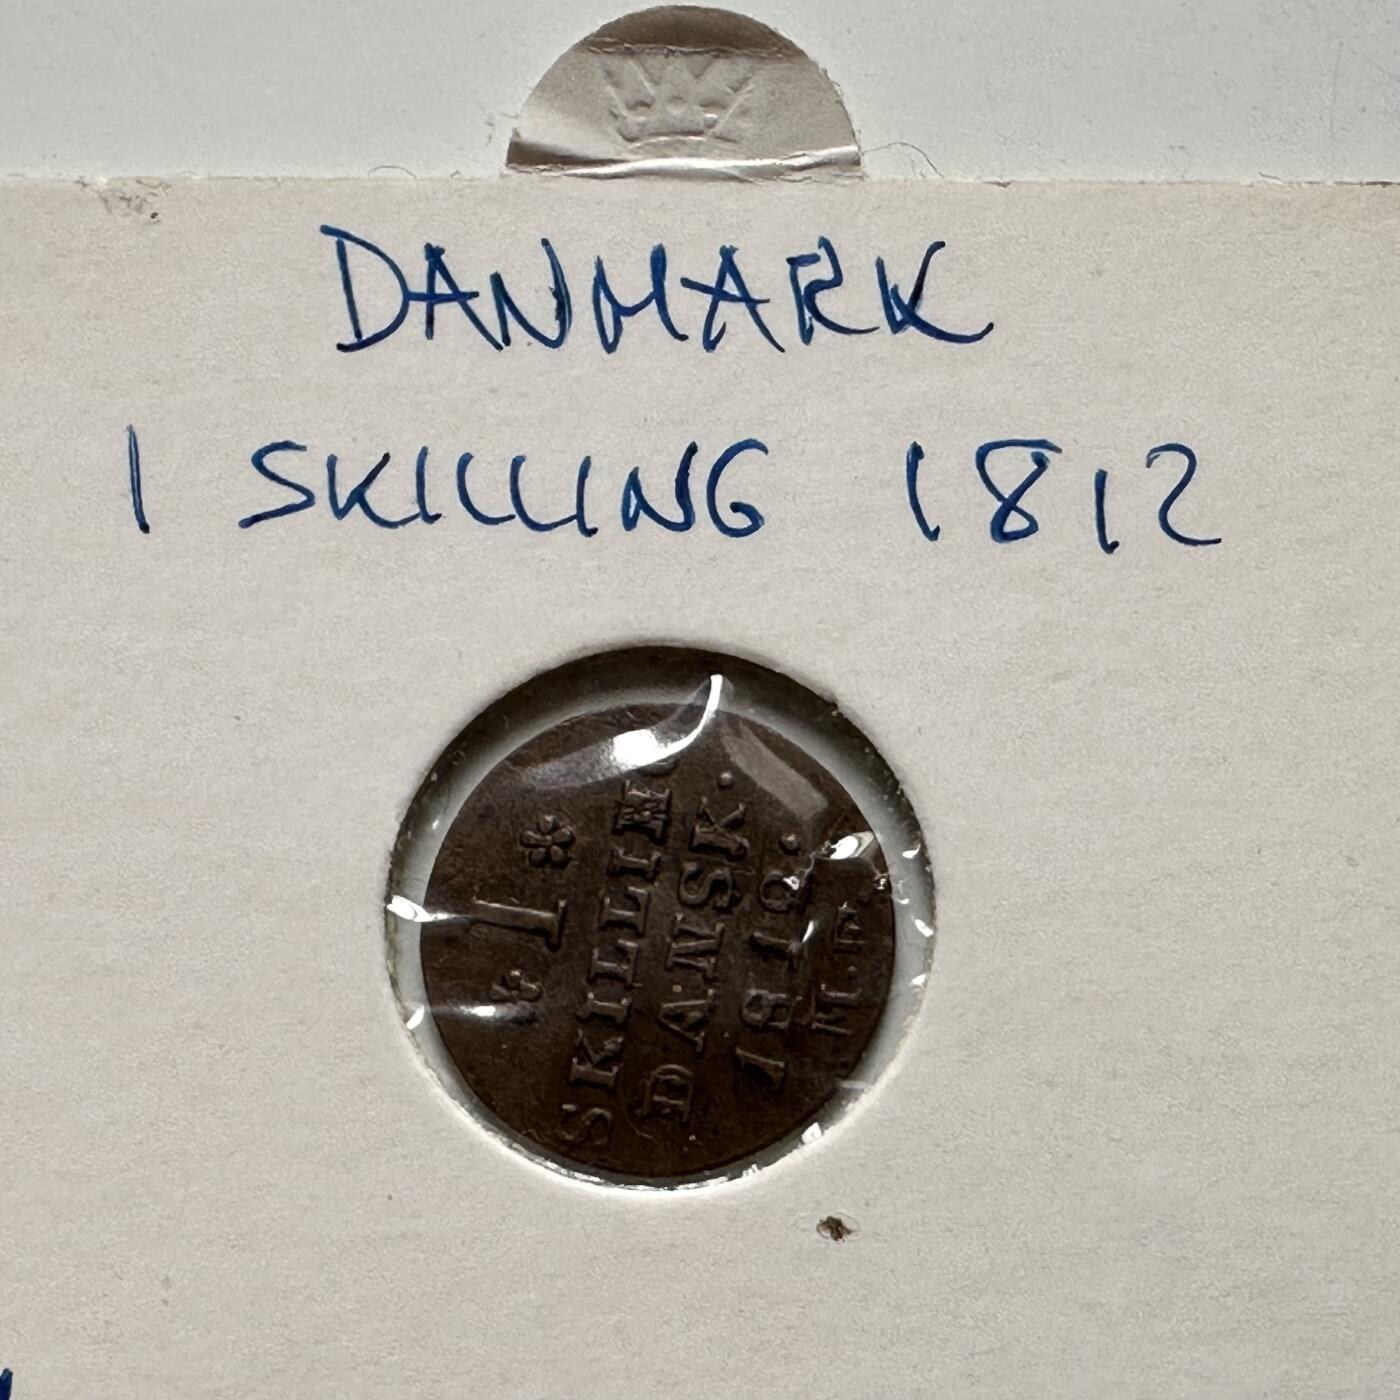 DANMARK
1 SKILLING 1812
* 1 *
SKILLING
DANSK.
1812.
M.F.